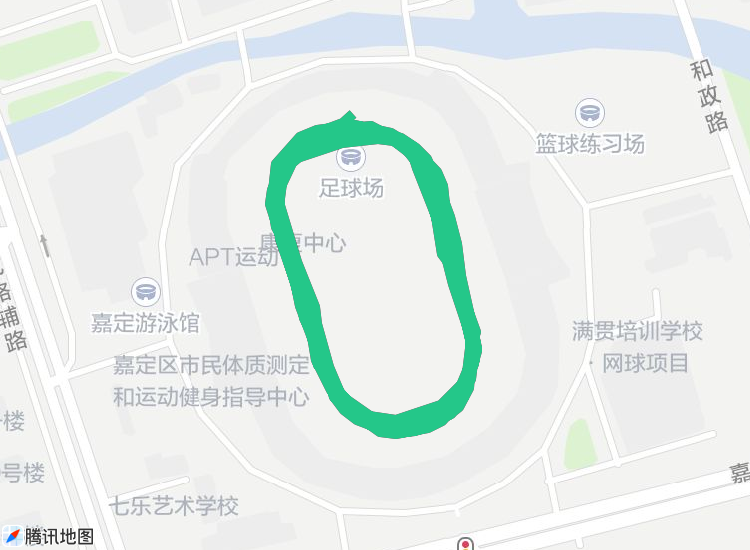 和政路
篮球练习场
足球场
APT运动
中心
嘉定游泳馆
路辅路
满贯培训学校
网球项目
嘉定区市民体质测定
和运动健身指导中心
楼
号楼
七乐艺术学校
嘉
腾讯地图